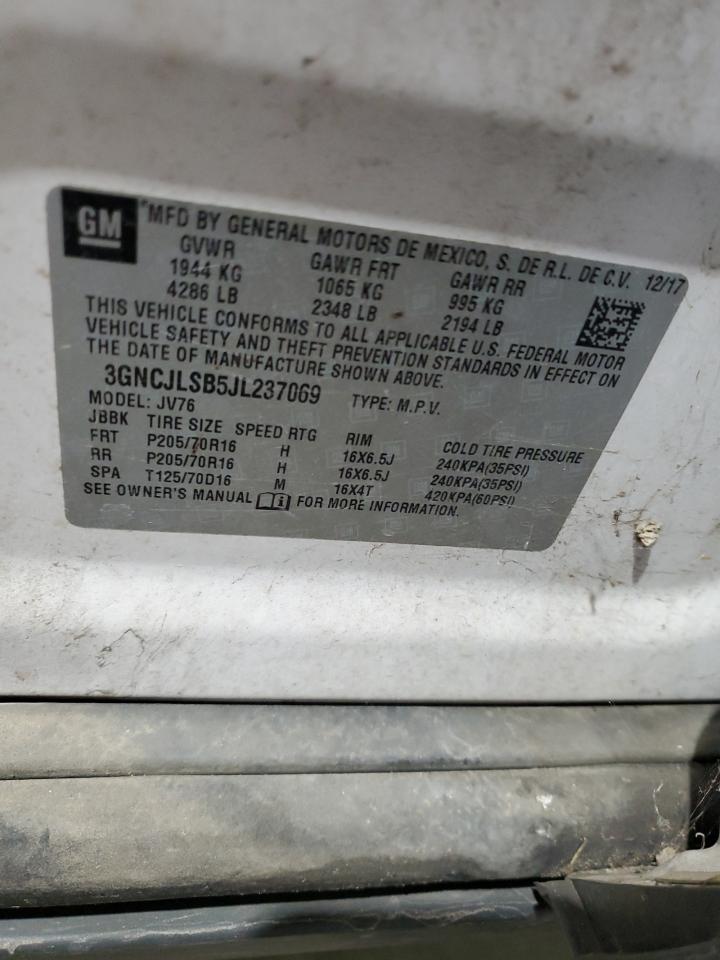 GM *MFD BY GENERAL MOTORS DE MEXICO, S. DE R.L. DE C.V. 12/17
GVWR GAWR FRT GAWR RR
1944 KG 1065 KG 995 KG
4286 LB 2348 LB 2194 LB
THIS VEHICLE CONFORMS TO ALL APPLICABLE U.S. FEDERAL MOTOR
VEHICLE SAFETY AND THEFT PREVENTION STANDARDS IN EFFECT ON
THE DATE OF MANUFACTURE SHOWN ABOVE.
3GNCJLSB5JL237069 TYPE: M.P.V.
MODEL: JV76
JBBK TIRE SIZE SPEED RTG RIM COLD TIRE PRESSURE
FRT P205/70R16 H 16X6.5J 240KPA(35PSI)
RR P205/70R16 H 16X6.5J 240KPA(35PSI)
SPA T125/70D16 M 16X4T 420KPA(60PSI)
SEE OWNER'S MANUAL FOR MORE INFORMATION.